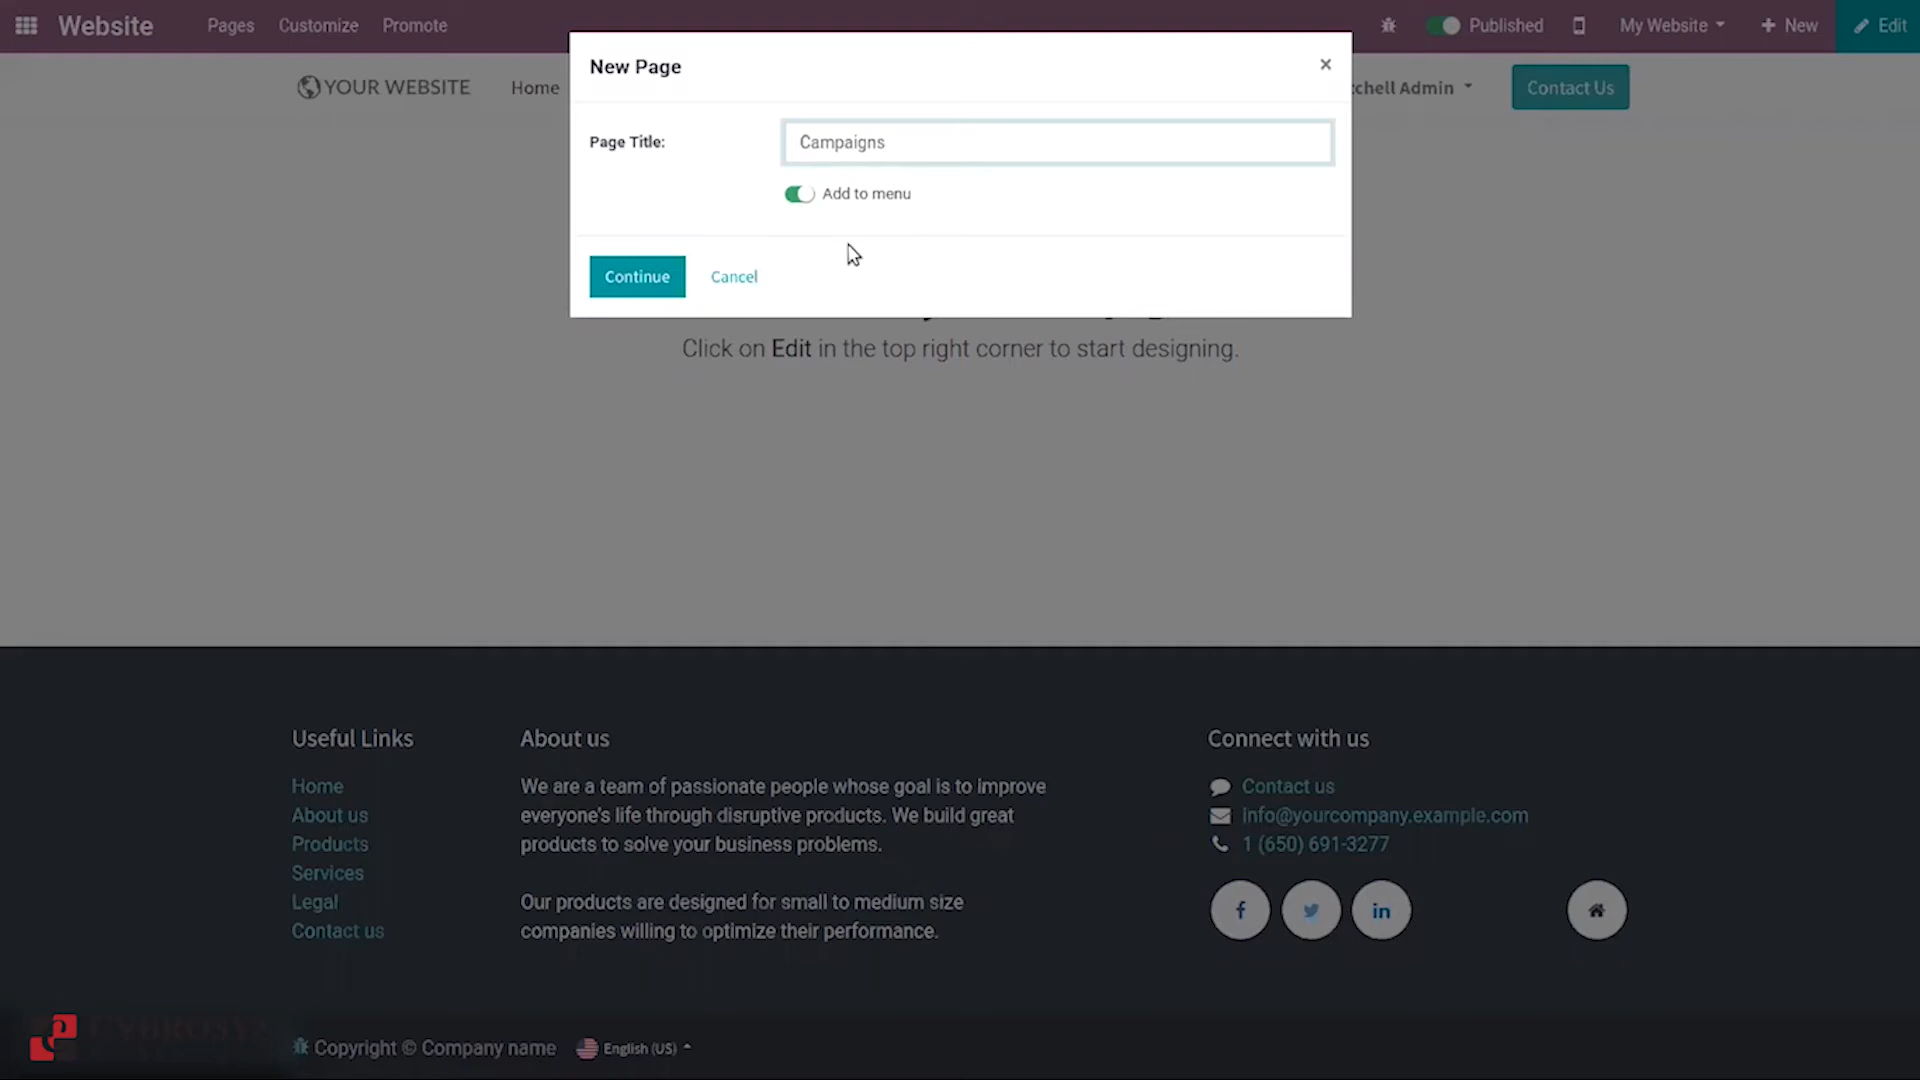 Website
Pages
Customize
Promote
Published
My Website
New
Edit
YOUR WEBSITE
Home
chell Admin
Contact Us
New Page
×
Page Title:
Campaigns
Add to menu
Continue
Cancel
Click on Edit in the top right corner to start designing.
Useful Links
Home
About us
Products
Services
Legal
Contact us
About us
We are a team of passionate people whose goal is to improve
everyone's life through disruptive products. We build great
products to solve your business problems.
Our products are designed for small to medium size
companies willing to optimize their performance.
Connect with us
Contact us
info@yourcompany.example.com
1 (650) 691-3277
Copyright © Company name
English (US)